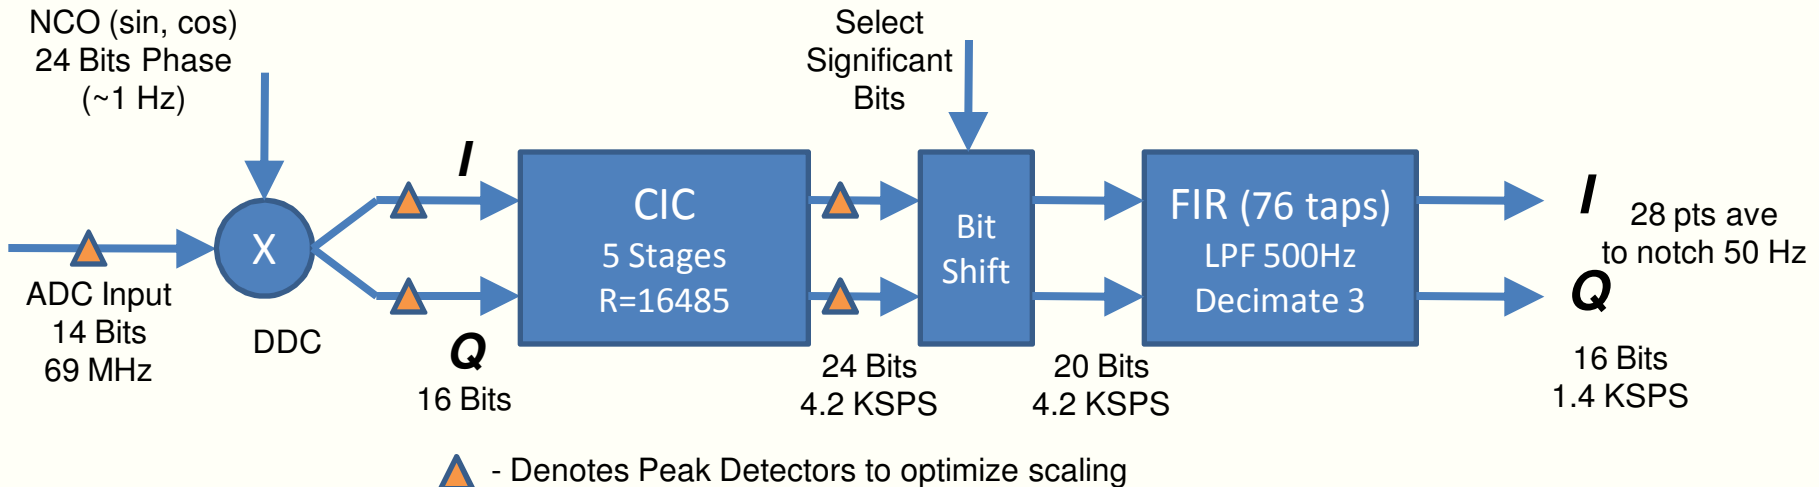 NCO (sin, cos)
24 Bits Phase
(~1 Hz)
Select
Significant
Bits
ADC Input
14 Bits
69 MHz
X
DDC
I
Q
16 Bits
CIC
5 Stages
R=16485
24 Bits
4.2 KSPS
Bit
Shift
20 Bits
4.2 KSPS
FIR (76 taps)
LPF 500Hz
Decimate 3
I
Q
28 pts ave
to notch 50 Hz
16 Bits
1.4 KSPS
- Denotes Peak Detectors to optimize scaling